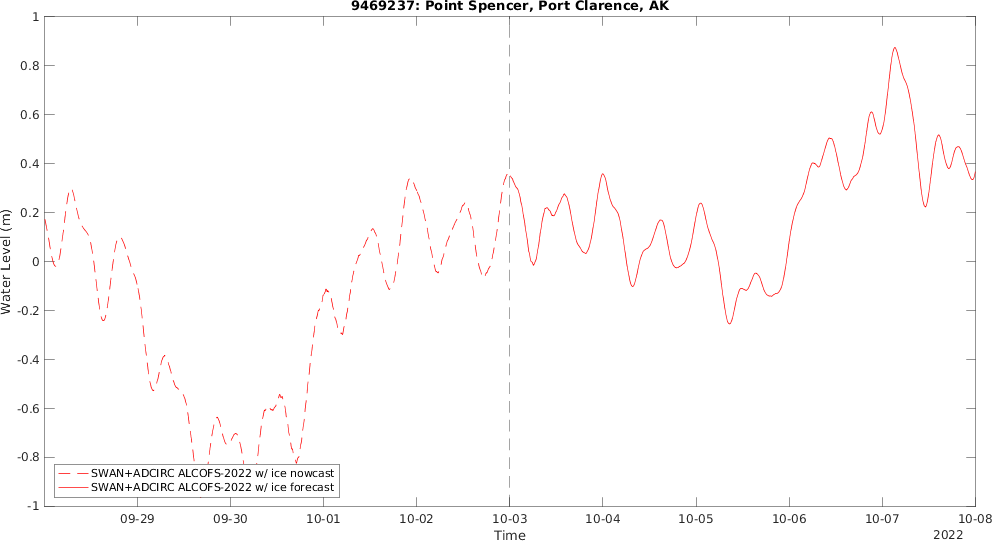 9469237: Point Spencer, Port Clarence, AK
1
0.8
0.6
0.4
0.2
0
-0.2
-0.4
-0.6
-0.8
-1
Water Level (m)
SWAN+ADCIRC ALCOFS-2022 w/ ice nowcast
SWAN+ADCIRC ALCOFS-2022 w/ ice forecast
09-29 09-30 10-01 10-02 10-03 10-04 10-05 10-06 10-07 10-08
Time
2022